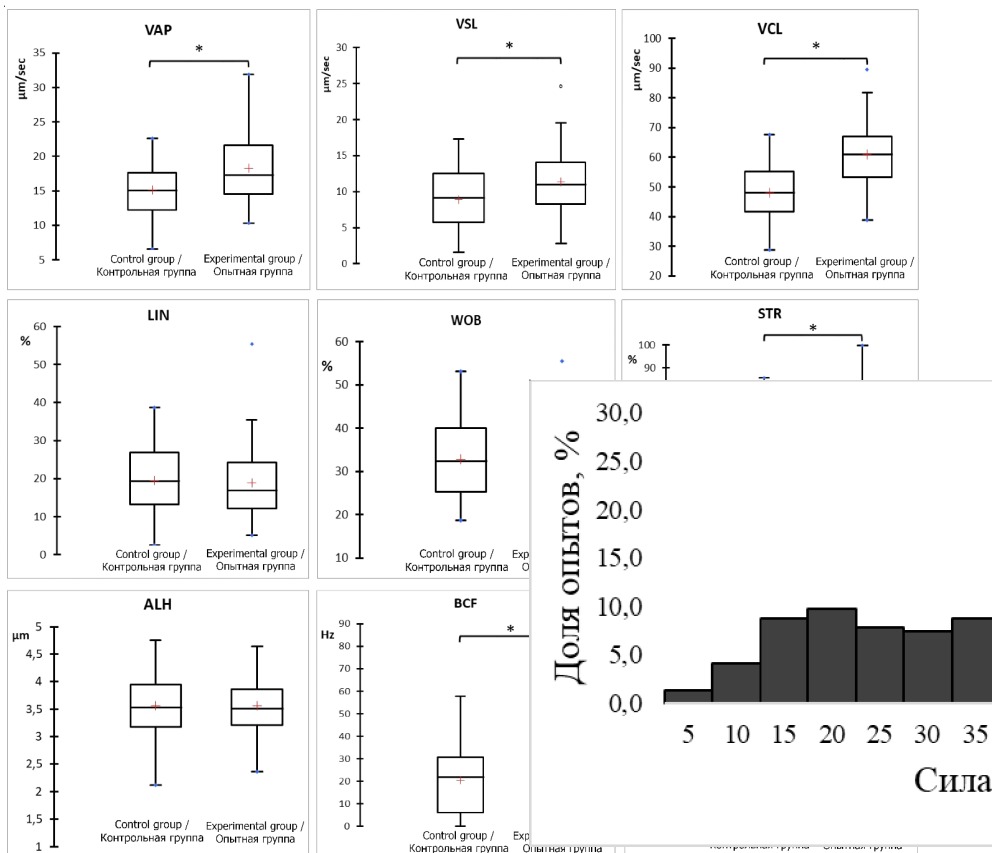 VAP
*
µm/sec
35
30
25
20
15
10
5
Control group /
Контрольная группа
Experimental group /
Опытная группа
VSL
*
µm/sec
30
25
20
15
10
5
0
Control group /
Контрольная группа
Experimental group /
Опытная группа
VCL
*
µm/sec
100
90
80
70
60
50
40
30
20
Control group /
Контрольная группа
Experimental group /
Опытная группа
LIN
%
60
50
40
30
20
10
0
Control group /
Контрольная группа
Experimental group /
Опытная группа
WOB
%
60
50
40
30
20
10
Control group /
Контрольная группа
STR
*
%
100
90
ALH
µm
5
4,5
4
3,5
3
2,5
2
1,5
1
Control group /
Контрольная группа
Experimental group /
Опытная группа
BCF
*
Hz
90
80
70
60
50
40
30
20
10
0
Control group /
Контрольная группа
Доля опытов, %
30,0
25,0
20,0
15,0
10,0
5,0
0,0
5 10 15 20 25 30 35
Сила